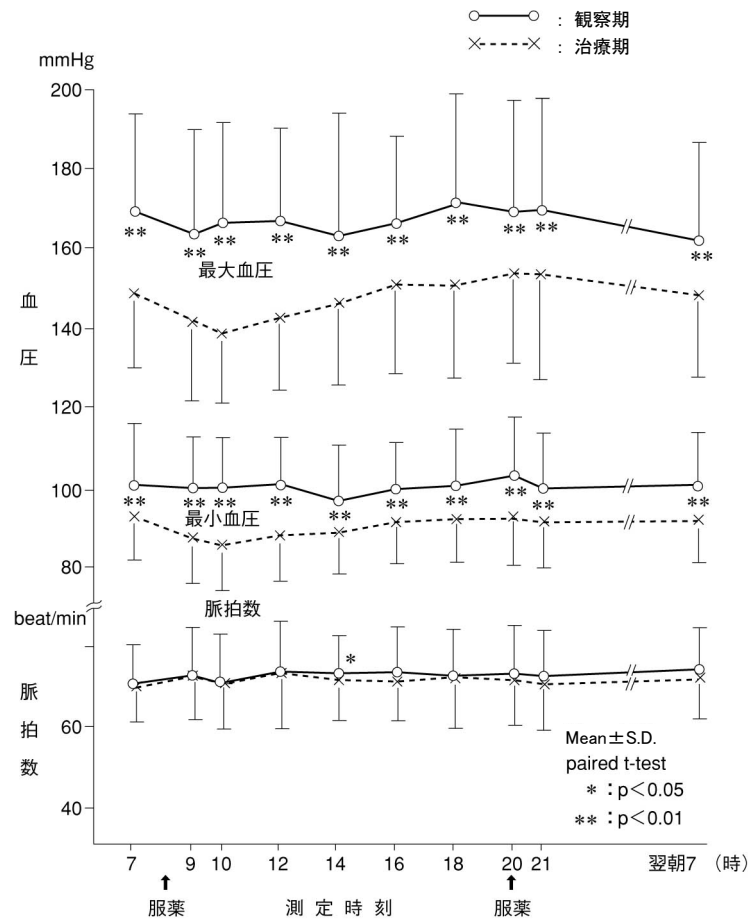 ： 観察期
： 治療期
mmHg
200
180
160
140
120
100
80
血圧
** ** ** ** ** ** ** ** ** **
最大血圧
** ** ** ** ** ** ** ** ** **
最小血圧
beat/min
脈拍数
*
60
40
脈拍数
Mean±S.D.
paired t-test
* ：p＜0.05
** ：p＜0.01
7 9 10 12 14 16 18 20 21 翌朝7 （時）
服薬 測定時刻 服薬